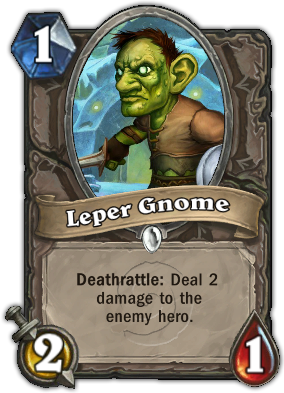 1
Leper Gnome
Deathrattle: Deal 2
damage to the
enemy hero.
2
1